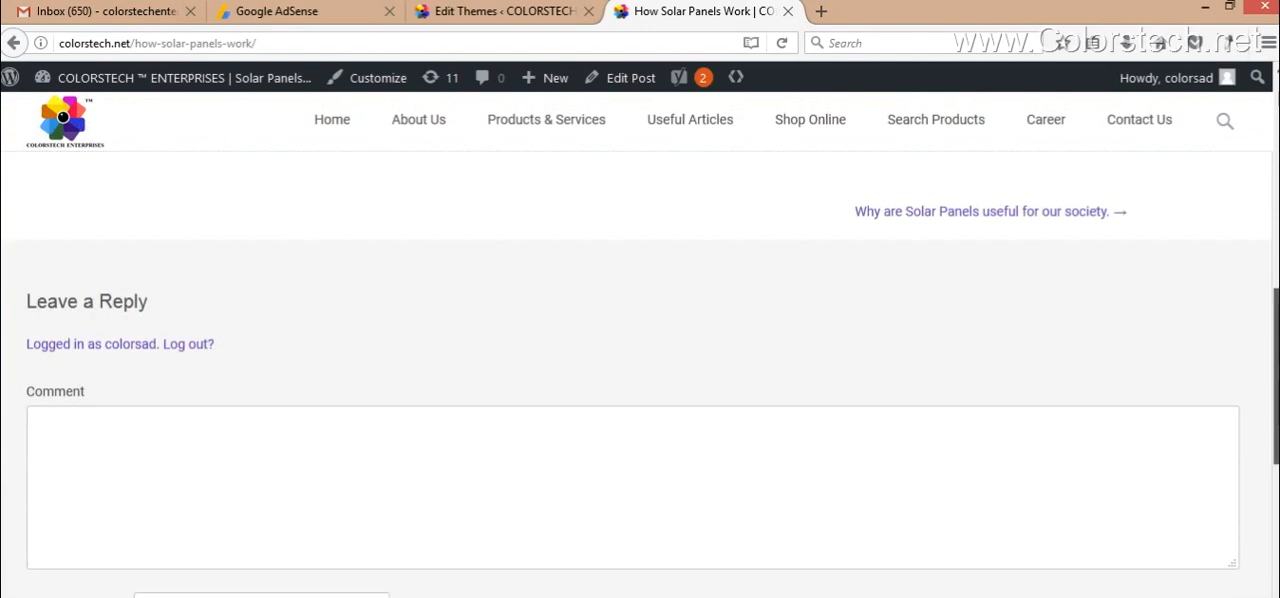 Inbox (650) - colorstechente
Google AdSense
Edit Themes ‹ COLORSTECH
How Solar Panels Work | CO
colorstech.net/how-solar-panels-work/
Search
www.Colorstech.net
COLORSTECH ™ ENTERPRISES | Solar Panels...
Customize
11
0
New
Edit Post
2
Howdy, colorsad
TM
COLORSTECH ENTERPRISES
Home
About Us
Products & Services
Useful Articles
Shop Online
Search Products
Career
Contact Us
Why are Solar Panels useful for our society. →
Leave a Reply
Logged in as colorsad. Log out?
Comment